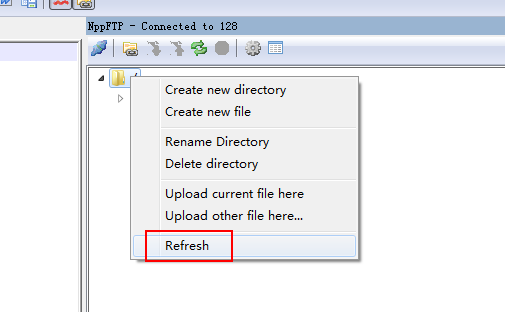 NppFTP - Connected to 128
/
Create new directory
Create new file
Rename Directory
Delete directory
Upload current file here
Upload other file here...
Refresh